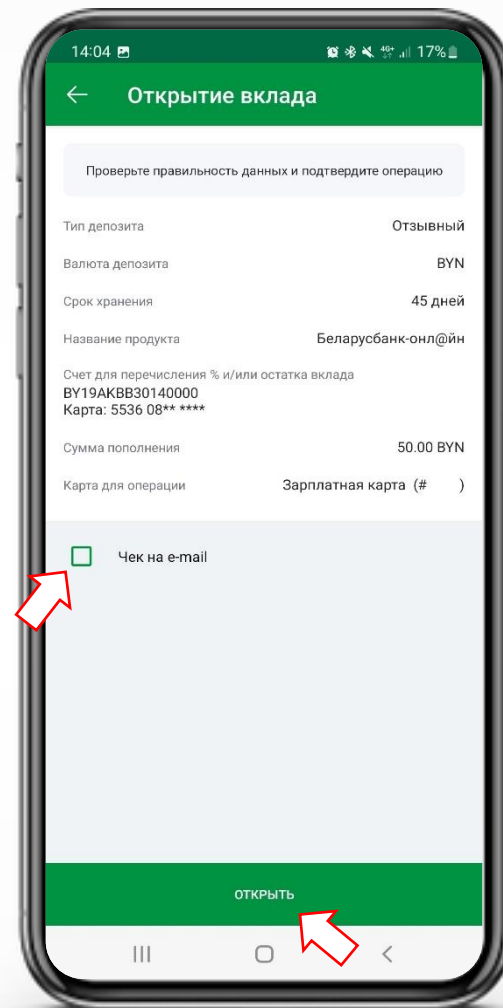 14:04 4G+ 17%
Открытие вклада
Проверьте правильность данных и подтвердите операцию
Тип депозита Отзывный
Валюта депозита BYN
Срок хранения 45 дней
Название продукта Беларусбанк-онл@йн
Счет для перечисления % и/или остатка вклада
BY19AKBB30140000
Карта: 5536 08** ****
Сумма пополнения 50.00 BYN
Карта для операции Зарплатная карта (# )
Чек на e-mail
ОТКРЫТЬ